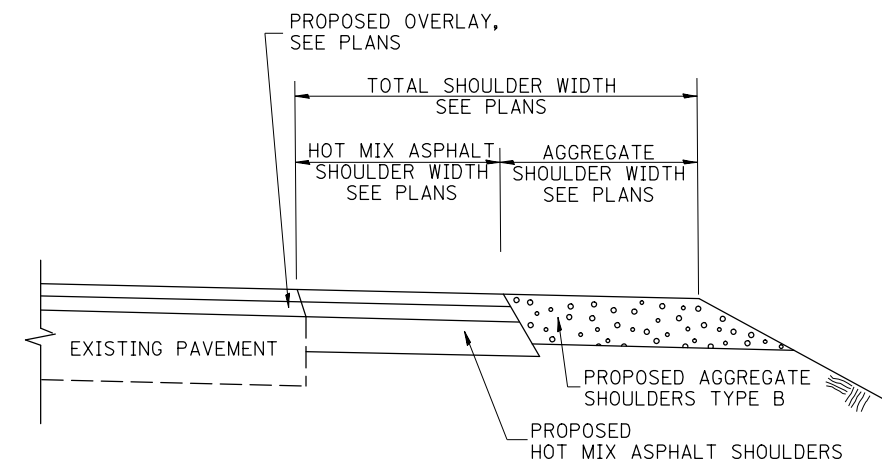 PROPOSED OVERLAY,
SEE PLANS
TOTAL SHOULDER WIDTH
SEE PLANS
HOT MIX ASPHALT
SHOULDER WIDTH
SEE PLANS
AGGREGATE
SHOULDER WIDTH
SEE PLANS
EXISTING PAVEMENT
PROPOSED AGGREGATE
SHOULDERS TYPE B
PROPOSED
HOT MIX ASPHALT SHOULDERS